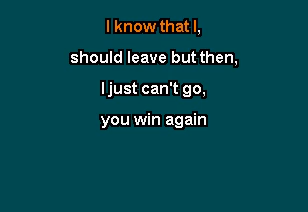 I know that I,
should leave but then,
I just can't go,
you win again